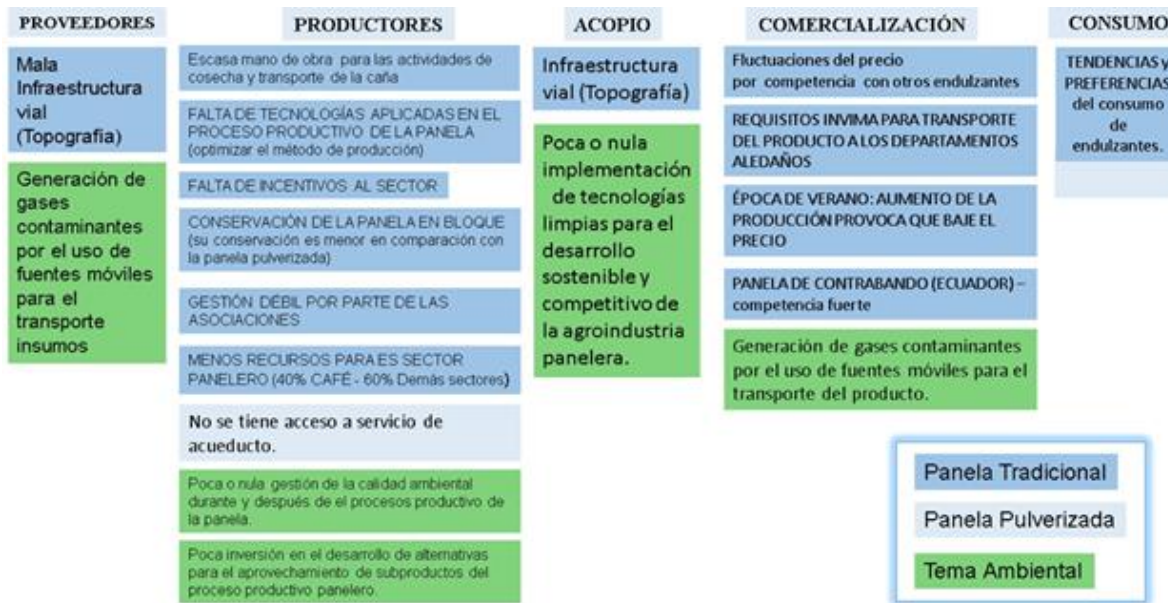 PROVEEDORES
Mala
Infraestructura
vial
(Topografía)
Generación de
gases
contaminantes
por el uso de
fuentes móviles
para el
transporte
insumos
PRODUCTORES
Escasa mano de obra para las actividades de
cosecha y transporte de la caña
FALTA DE TECNOLOGÍAS APLICADAS EN EL
PROCESO PRODUCTIVO DE LA PANELA
(optimizar el método de producción)
FALTA DE INCENTIVOS AL SECTOR
CONSERVACIÓN DE LA PANELA EN BLOQUE
(su conservación es menor en comparación con
la panela pulverizada)
GESTIÓN DÉBIL POR PARTE DE LAS
ASOCIACIONES
MENOS RECURSOS PARA ES SECTOR
PANELERO (40% CAFÉ - 60% Demás sectores)
No se tiene acceso a servicio de
acueducto.
Poca o nula gestión de la calidad ambiental
durante y después de el procesos productivo de
la panela.
Poca inversión en el desarrollo de alternativas
para el aprovechamiento de subproductos del
proceso productivo panelero.
ACOPIO
Infraestructura
vial (Topografía)
Poca o nula
implementación
de tecnologías
limpias para el
desarrollo
sostenible y
competitivo de
la agroindustria
panelera.
COMERCIALIZACIÓN
Fluctuaciones del precio
por competencia con otros endulzantes
REQUISITOS INVIMA PARA TRANSPORTE
DEL PRODUCTO A LOS DEPARTAMENTOS
ALEDAÑOS
ÉPOCA DE VERANO: AUMENTO DE LA
PRODUCCIÓN PROVOCA QUE BAJE EL
PRECIO
PANELA DE CONTRABANDO (ECUADOR) –
competencia fuerte
Generación de gases contaminantes
por el uso de fuentes móviles para el
transporte del producto.
CONSUMO
TENDENCIAS y
PREFERENCIAS
del consumo
de
endulzantes.
Panela Tradicional
Panela Pulverizada
Tema Ambiental